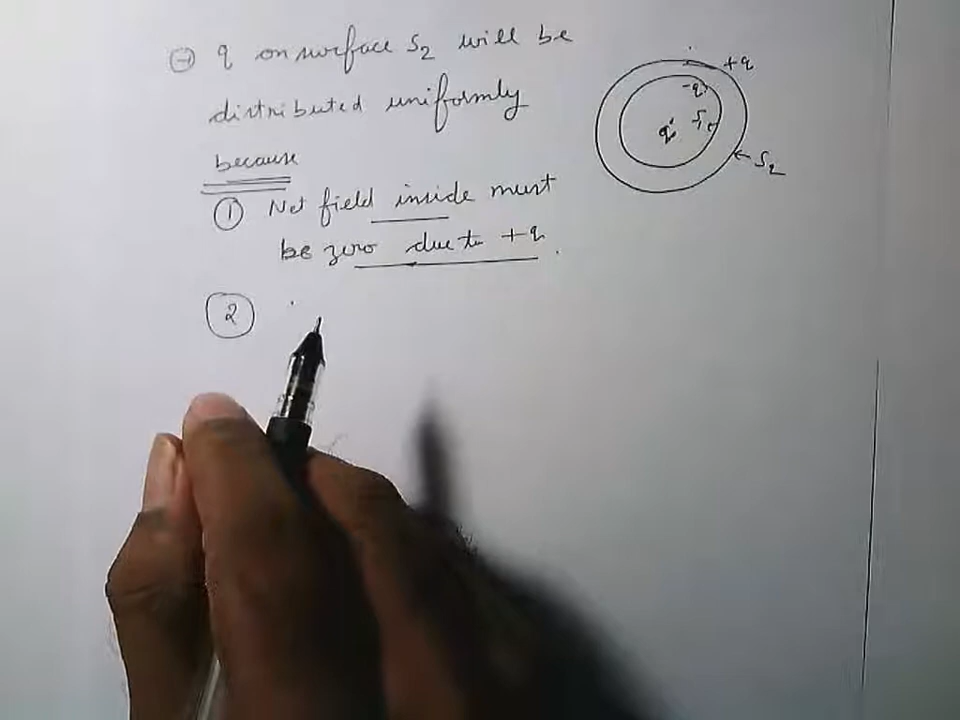 → q on surface S₂ will be
distributed uniformly
because
① Net field inside must
be zero due to +q.
②
+q
-q
S₁
q
← S₂